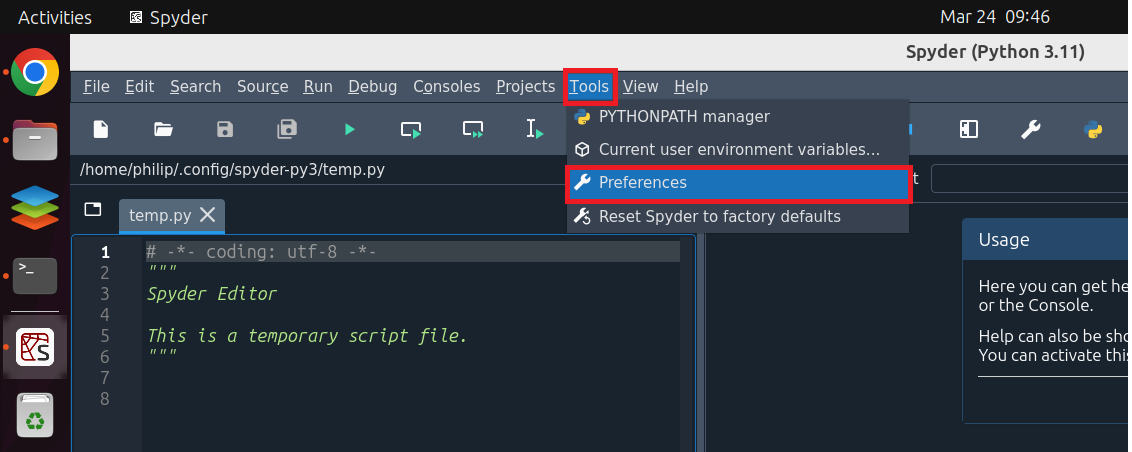 Activities Spyder Mar 24 09:46
Spyder (Python 3.11)
File Edit Search Source Run Debug Consoles Projects Tools View Help
PYTHONPATH manager
Current user environment variables...
Preferences
Reset Spyder to factory defaults
/home/philip/.config/spyder-py3/temp.py
temp.py
1 # -*- coding: utf-8 -*-
2 """
3 Spyder Editor
4
5 This is a temporary script file.
6 """
7
8
Usage
Here you can get he
or the Console.
Help can also be sho
You can activate this